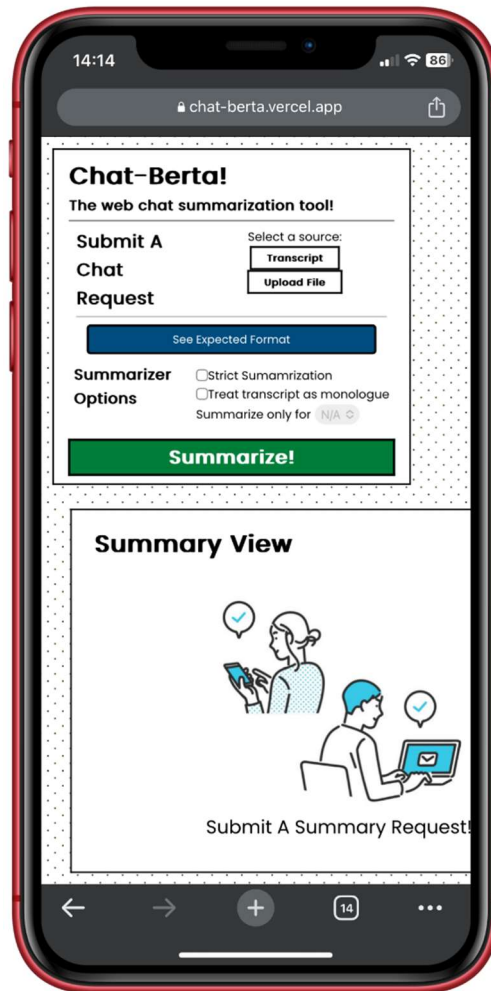 14:14
86
chat-berta.vercel.app
Chat-Berta!
The web chat summarization tool!
Submit A
Chat
Request
Select a source:
Transcript
Upload File
See Expected Format
Summarizer
Options
Strict Sumamrization
Treat transcript as monologue
Summarize only for N/A
Summarize!
Summary View
Submit A Summary Request!
14